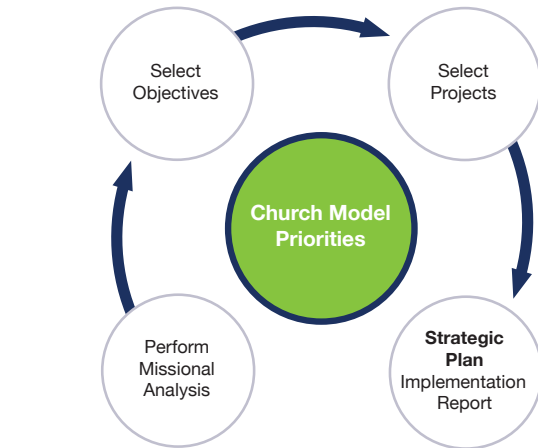 Select
Objectives
Select
Projects
Church Model
Priorities
Perform
Missional
Analysis
Strategic
Plan
Implementation
Report